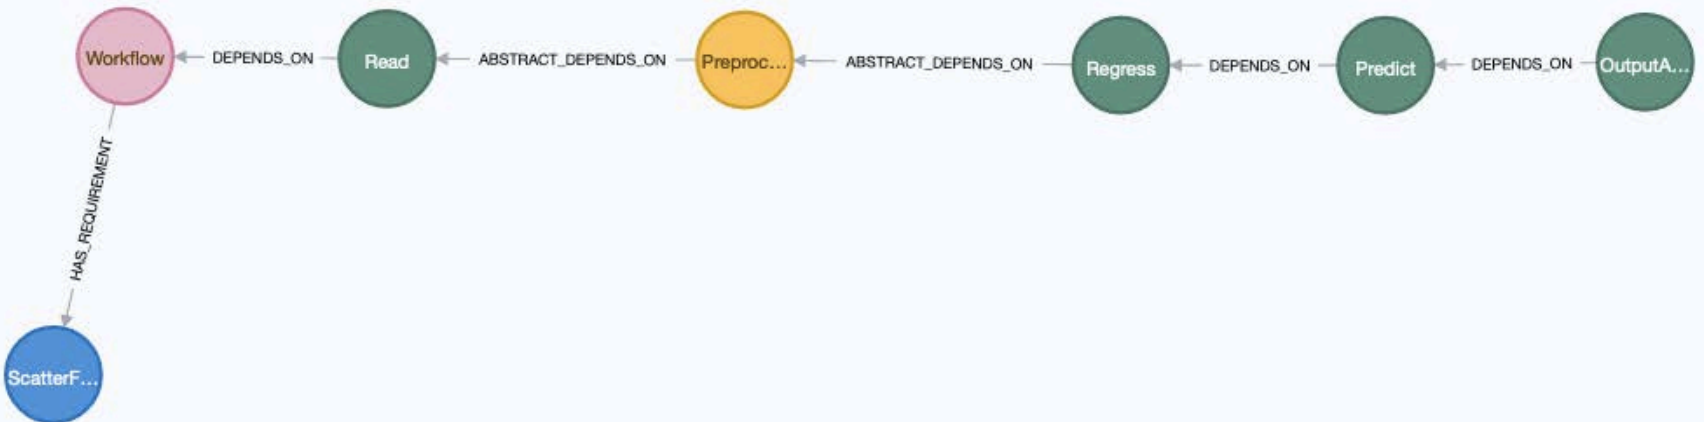 Workflow
DEPENDS_ON
Read
ABSTRACT_DEPENDS_ON
Preproc...
ABSTRACT_DEPENDS_ON
Regress
DEPENDS_ON
Predict
DEPENDS_ON
OutputA...
HAS_REQUIREMENT
ScatterF...